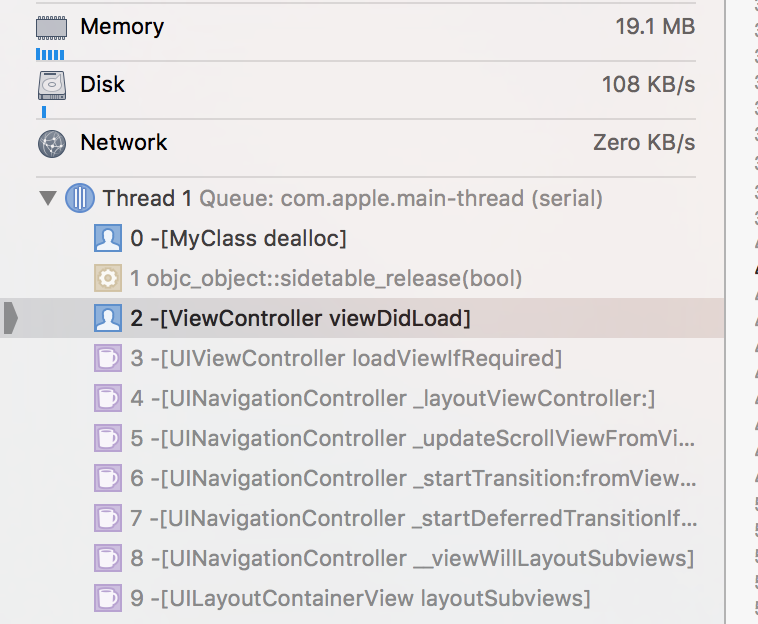 Memory 19.1 MB
Disk 108 KB/s
Network Zero KB/s
Thread 1 Queue: com.apple.main-thread (serial)
0 -[MyClass dealloc]
1 objc_object::sidetable_release(bool)
2 -[ViewController viewDidLoad]
3 -[UIViewController loadViewIfRequired]
4 -[UINavigationController _layoutViewController:]
5 -[UINavigationController _updateScrollViewFromVi...
6 -[UINavigationController _startTransition:fromView...
7 -[UINavigationController _startDeferredTransitionIf...
8 -[UINavigationController __viewWillLayoutSubviews]
9 -[UILayoutContainerView layoutSubviews]